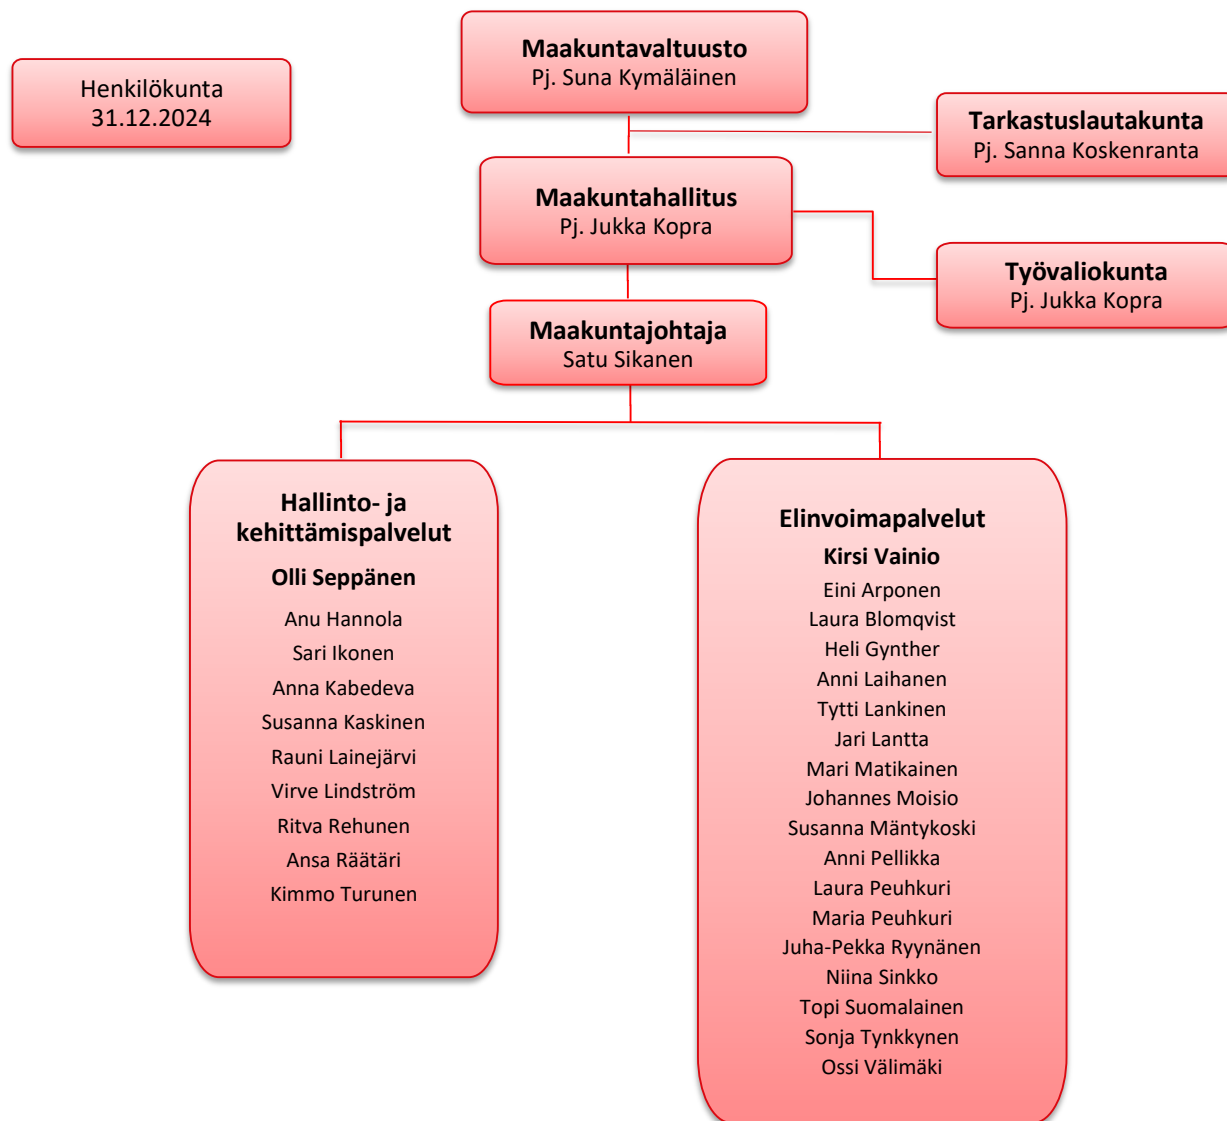 Henkilökunta
31.12.2024
Maakuntavaltuusto
Pj. Suna Kymäläinen
Tarkastuslautakunta
Pj. Sanna Koskenranta
Maakuntahallitus
Pj. Jukka Kopra
Työvaliokunta
Pj. Jukka Kopra
Maakuntajohtaja
Satu Sikanen
Hallinto- ja
kehittämispalvelut
Olli Seppänen
Anu Hannola
Sari Ikonen
Anna Kabedeva
Susanna Kaskinen
Rauni Lainejärvi
Virve Lindström
Ritva Rehunen
Ansa Räätäri
Kimmo Turunen
Elinvoimapalvelut
Kirsi Vainio
Eini Arponen
Laura Blomqvist
Heli Gynther
Anni Laihanen
Tytti Lankinen
Jari Lantta
Mari Matikainen
Johannes Moisio
Susanna Mäntykoski
Anni Pellikka
Laura Peuhkuri
Maria Peuhkuri
Juha-Pekka Ryynänen
Niina Sinkko
Topi Suomalainen
Sonja Tynkkynen
Ossi Välimäki